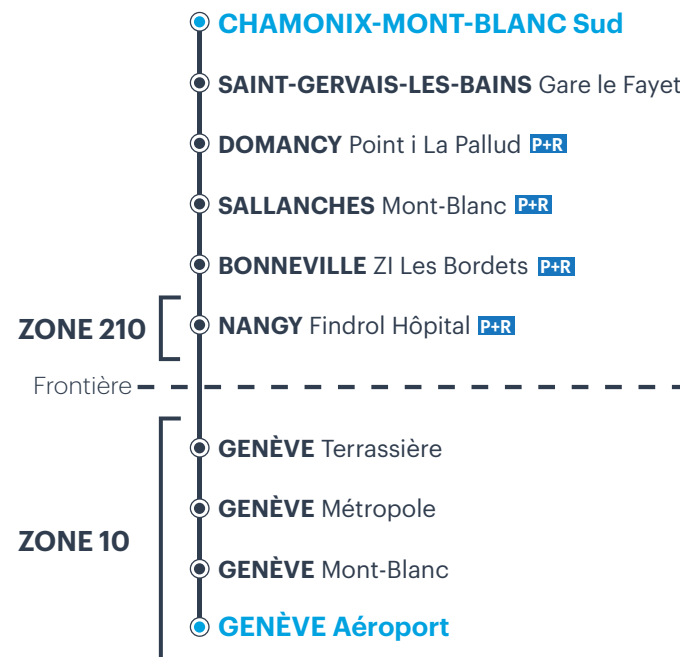 CHAMONIX-MONT-BLANC Sud
SAINT-GERVAIS-LES-BAINS Gare le Fayet
DOMANCY Point i La Pallud P+R
SALLANCHES Mont-Blanc P+R
BONNEVILLE ZI Les Bordets P+R
ZONE 210
NANGY Findrol Hôpital P+R
Frontière
GENÈVE Terrassière
GENÈVE Métropole
ZONE 10
GENÈVE Mont-Blanc
GENÈVE Aéroport